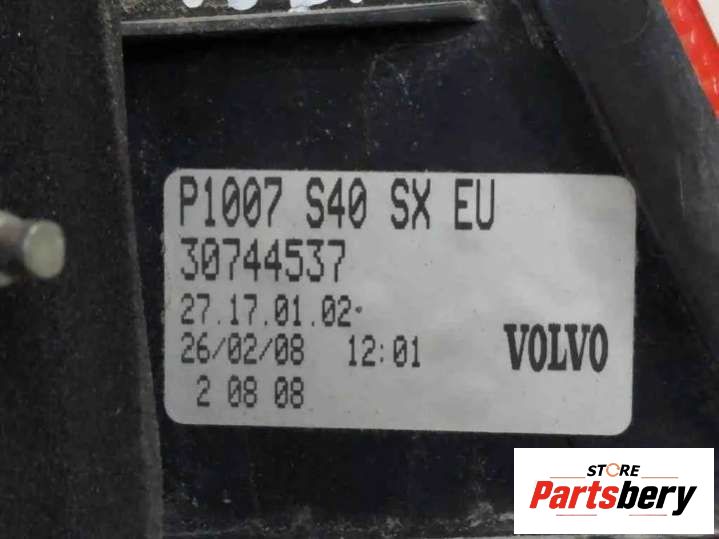 P1007 S40 SX EU
30744537
27.17.01.02
26/02/08 12:01
2 08 08
VOLVO
STORE
Partsbery